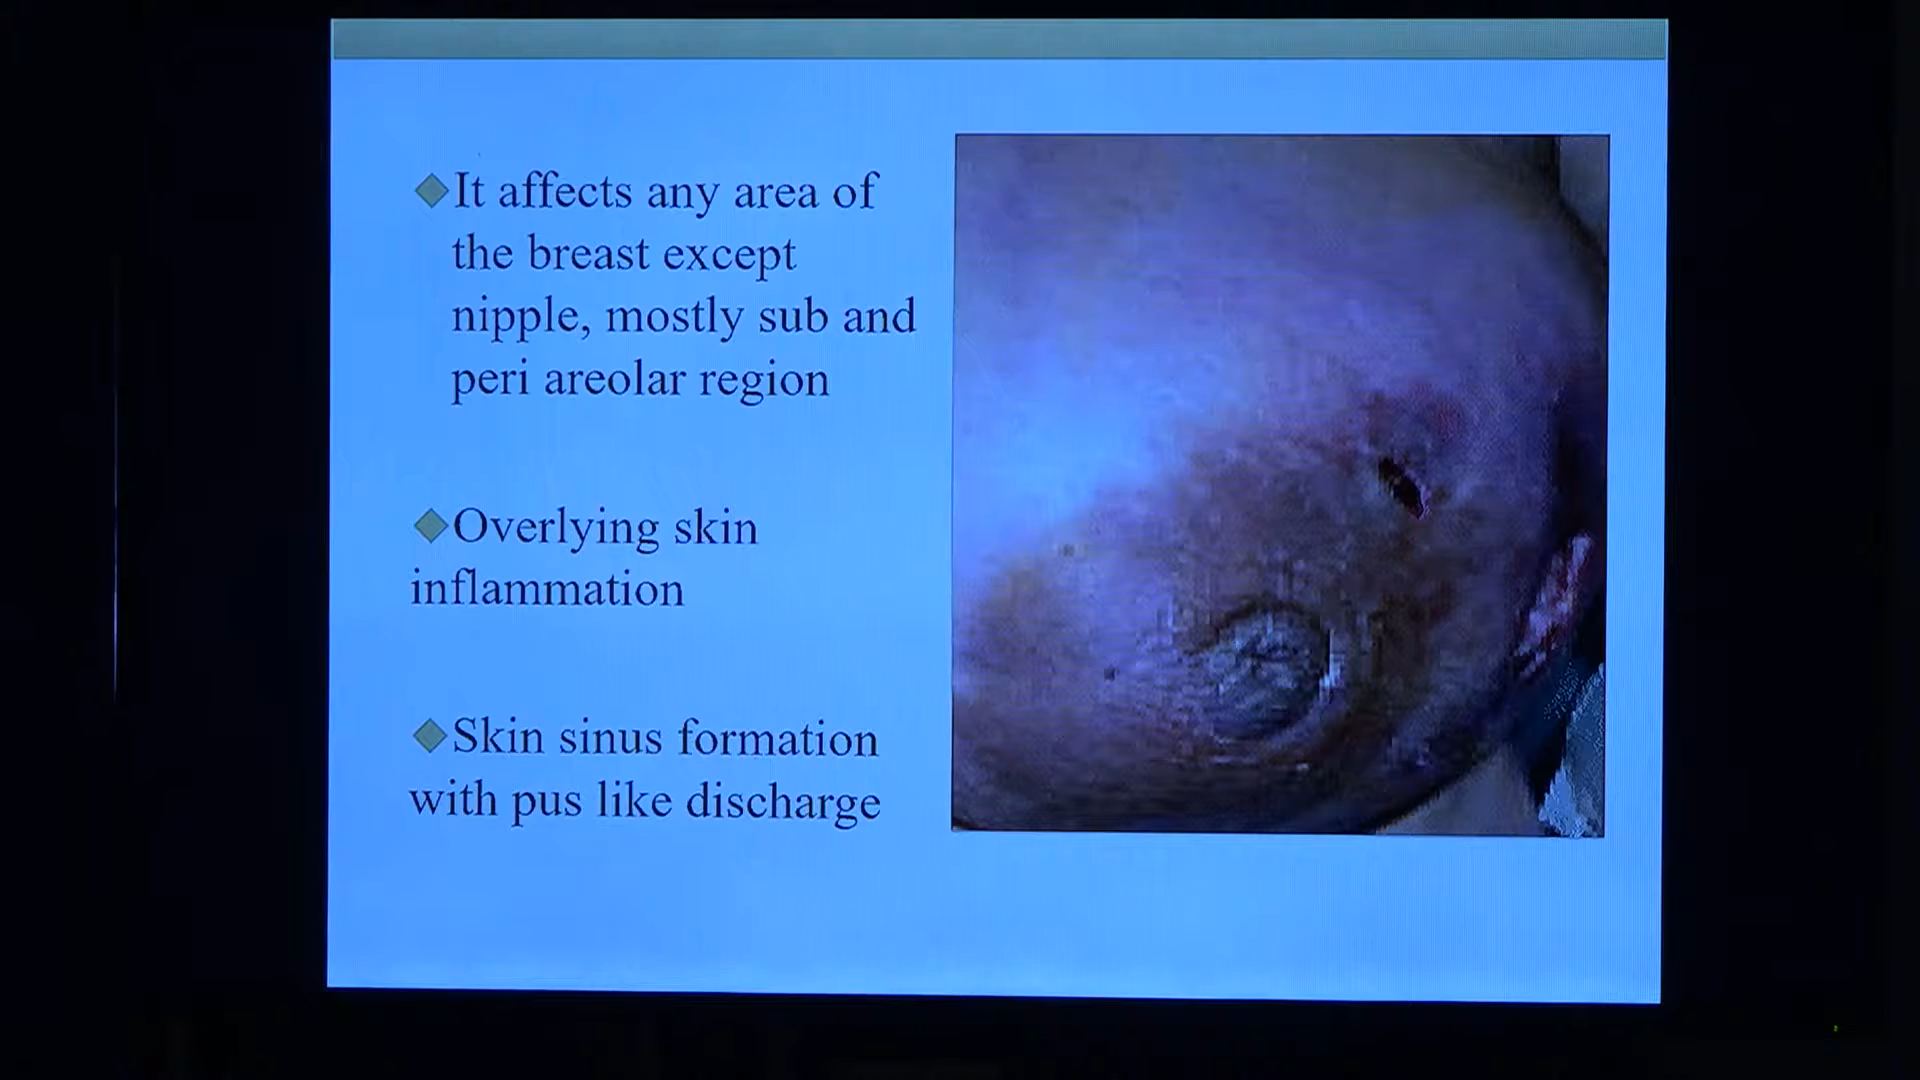 It affects any area of
the breast except
nipple, mostly sub and
peri areolar region
Overlying skin
inflammation
Skin sinus formation
with pus like discharge